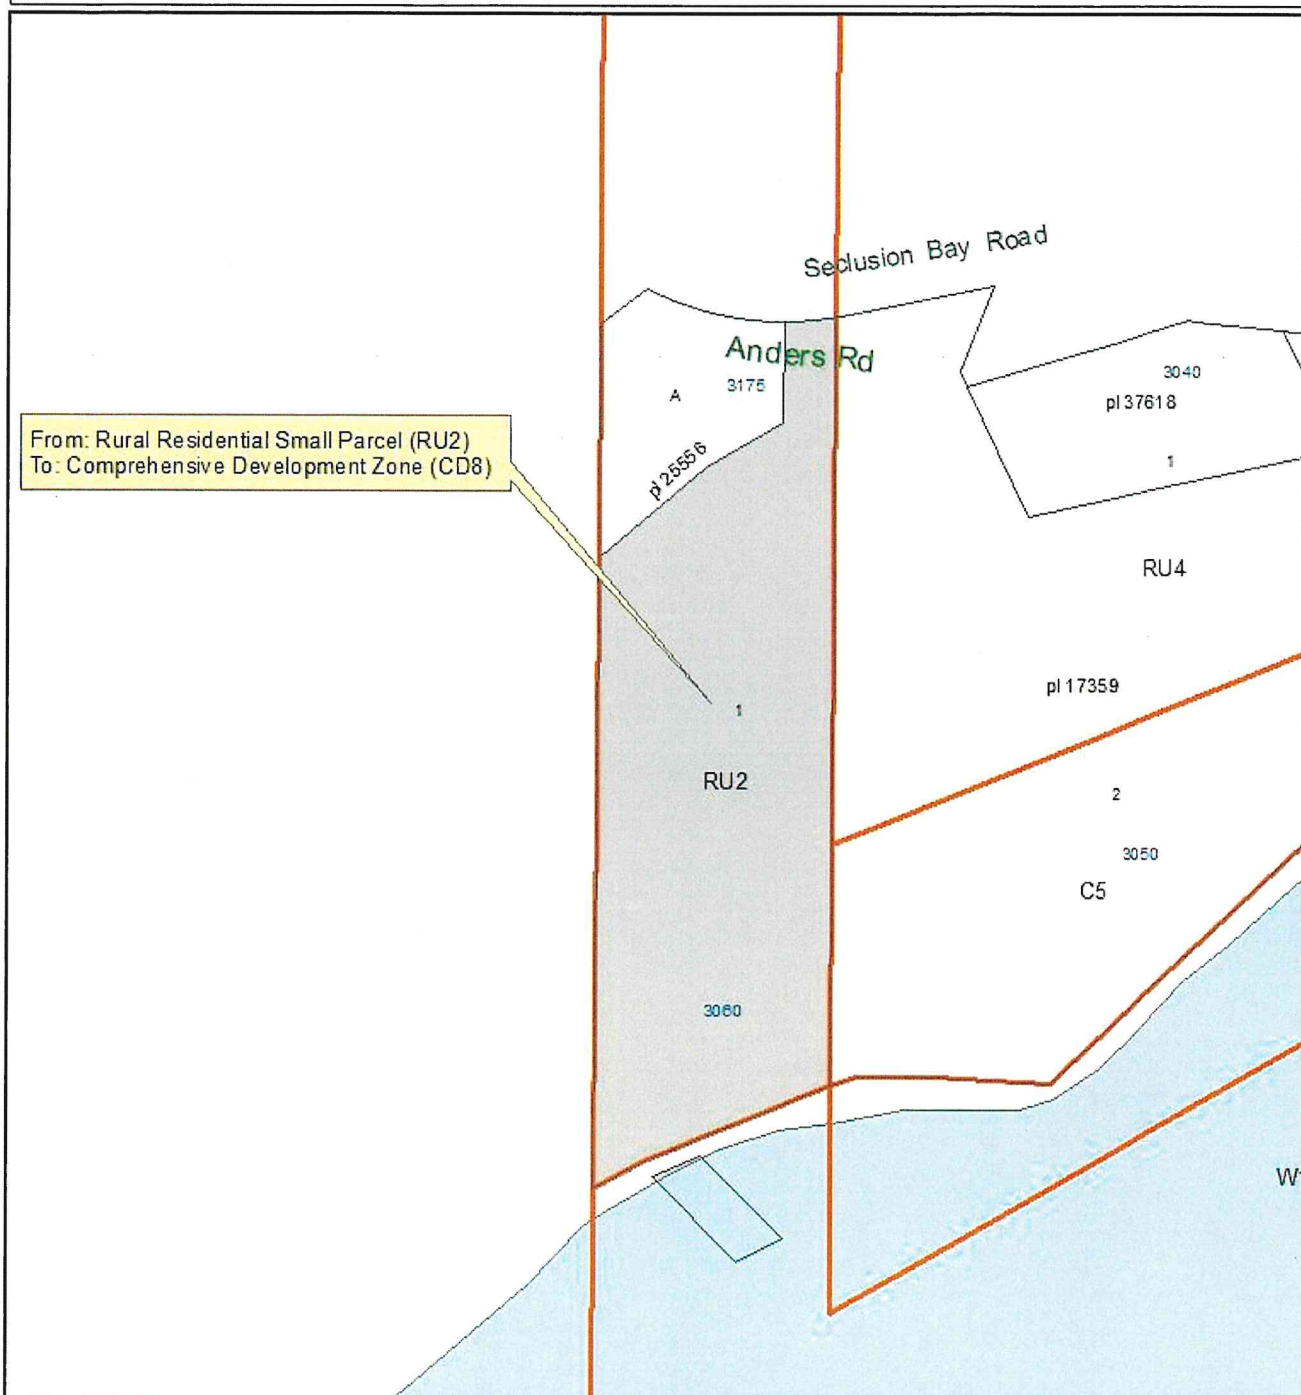 Seclusion Bay Road
Anders Rd
3175
A
pl 25556
3040
pl 37618
1
From: Rural Residential Small Parcel (RU2)
To: Comprehensive Development Zone (CD8)
RU4
pl 17359
1
RU2
2
3050
C5
3060